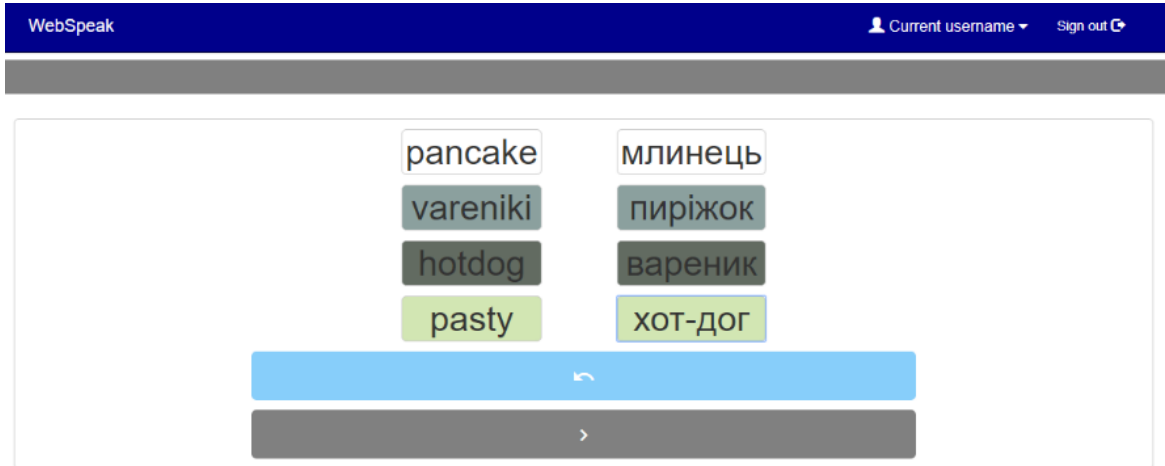 WebSpeak Current username Sign out
pancake млинець
vareniki пиріжок
hotdog вареник
pasty хот-дог